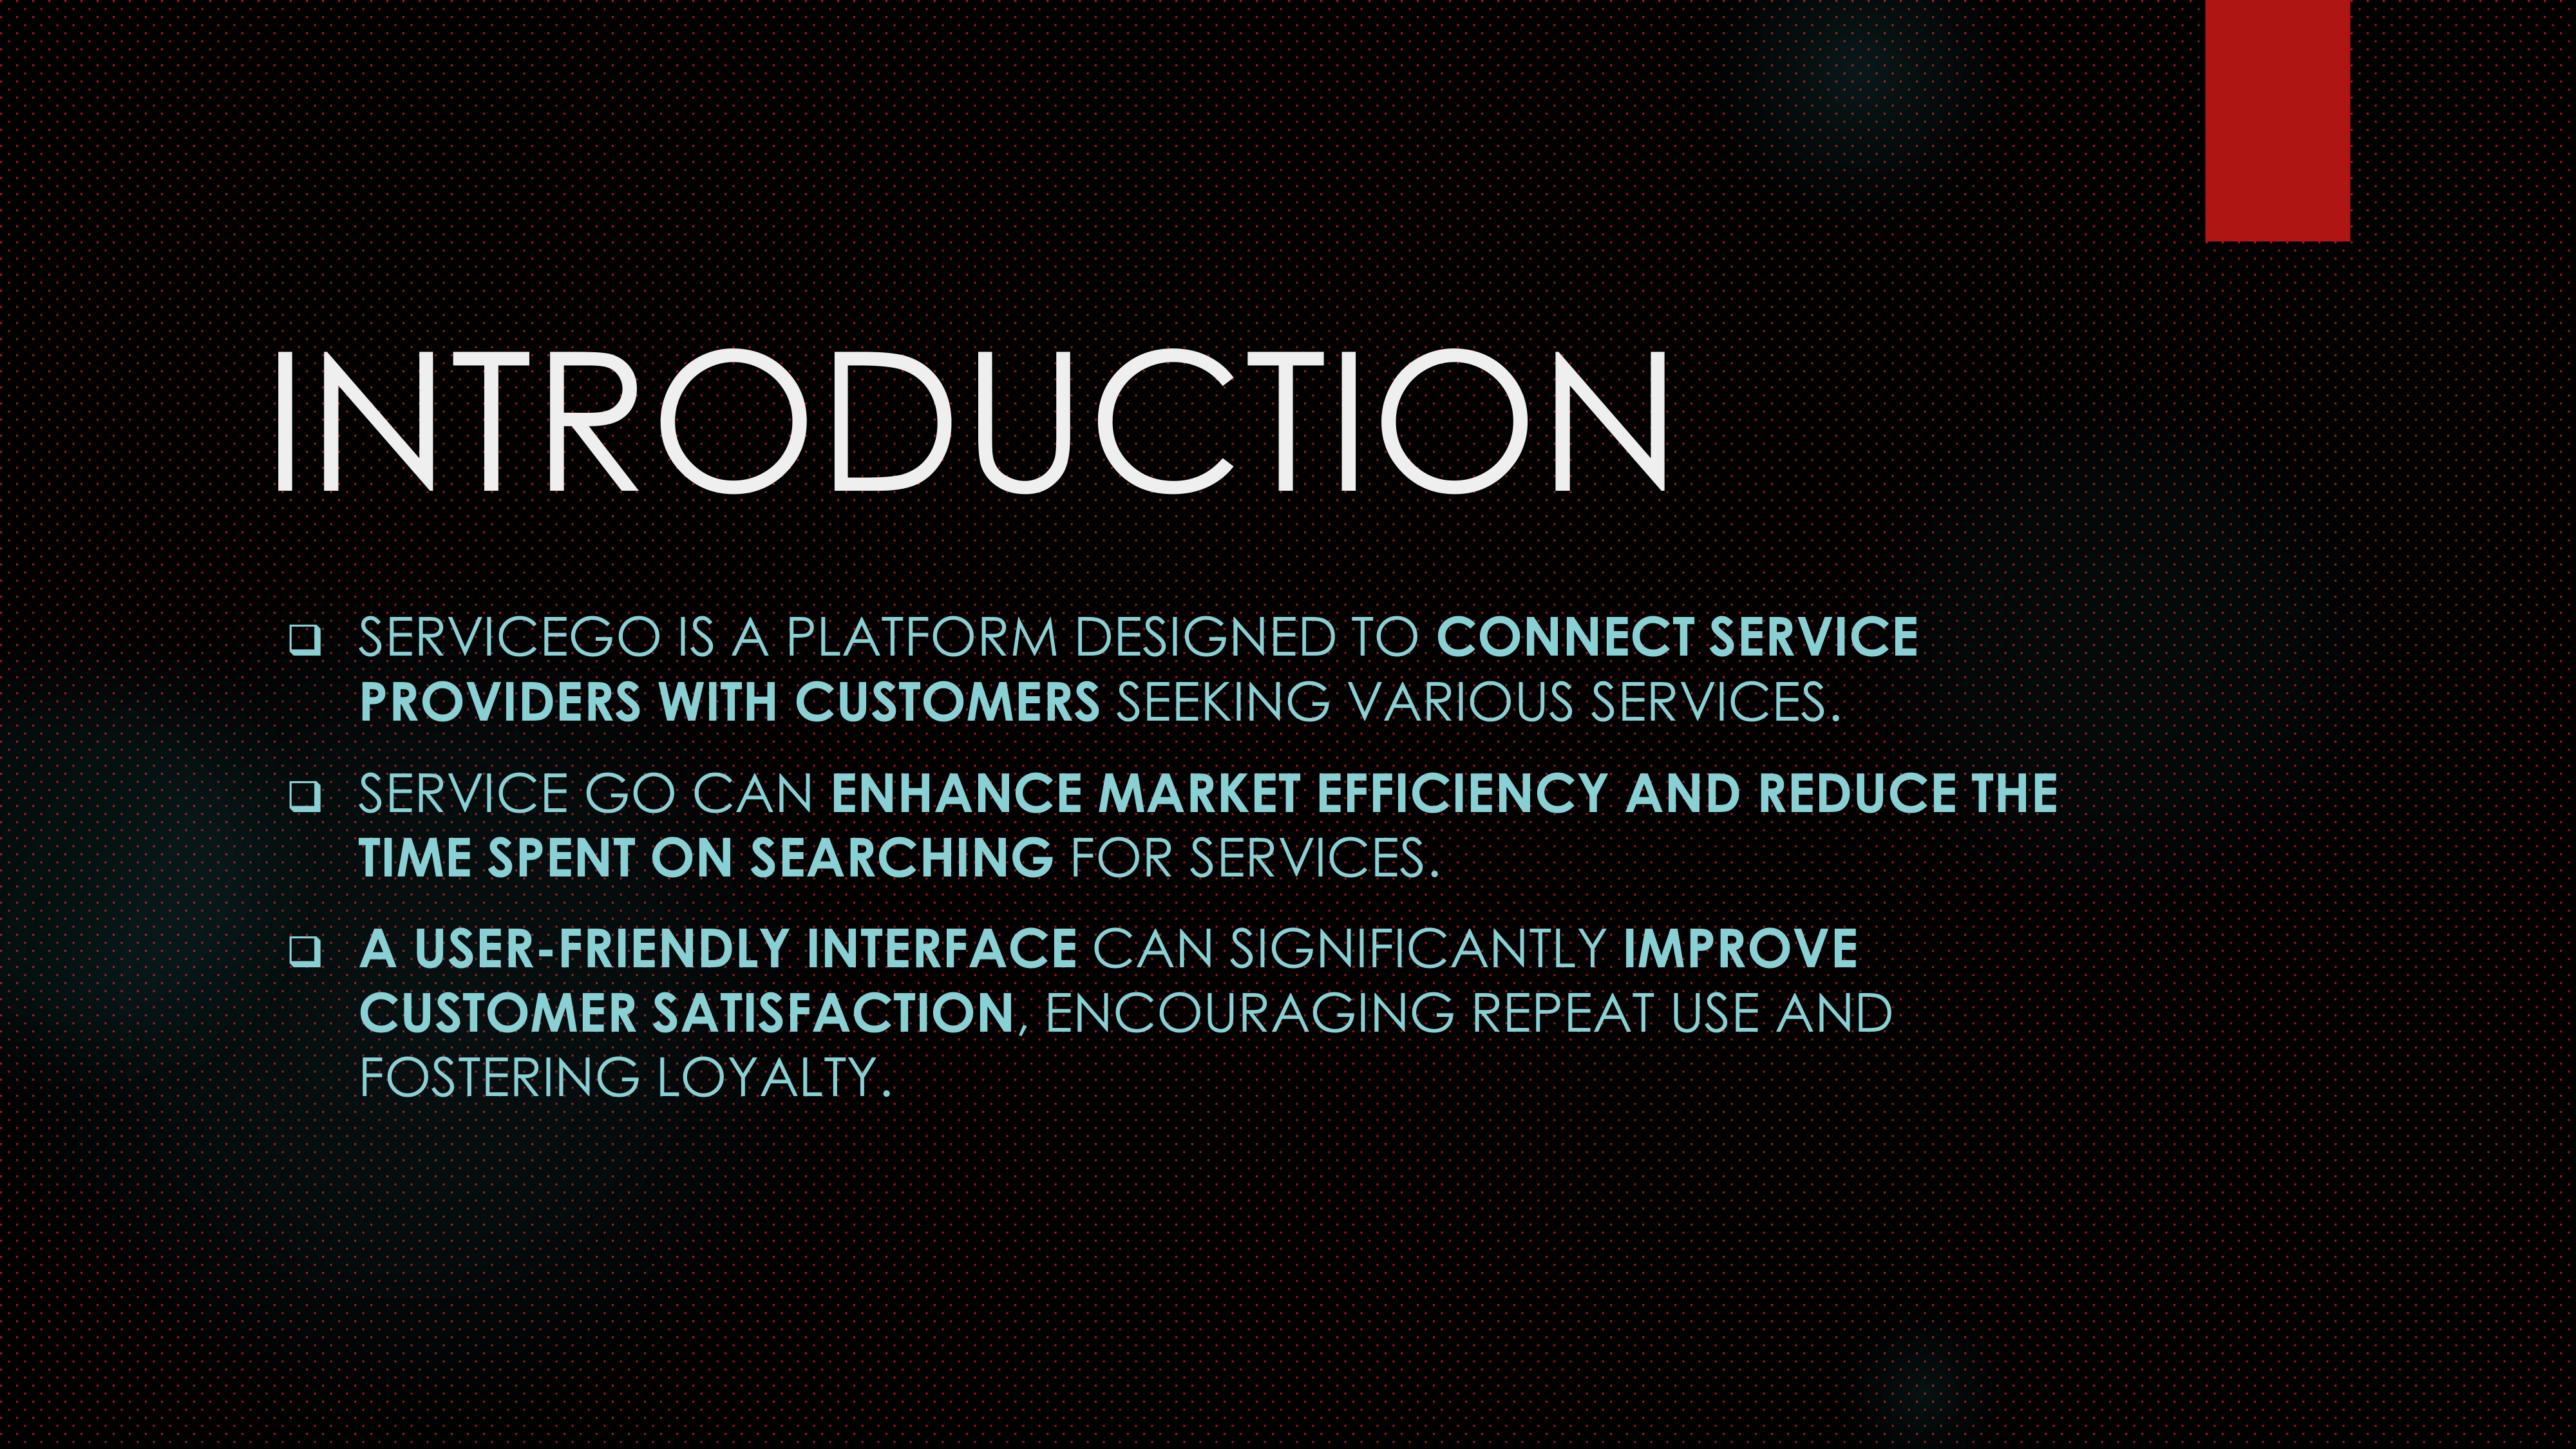 INTRODUCTION
❑ SERVICEGO IS A PLATFORM DESIGNED TO CONNECT SERVICE
PROVIDERS WITH CUSTOMERS SEEKING VARIOUS SERVICES.
❑ SERVICE GO CAN ENHANCE MARKET EFFICIENCY AND REDUCE THE
TIME SPENT ON SEARCHING FOR SERVICES.
❑ A USER-FRIENDLY INTERFACE CAN SIGNIFICANTLY IMPROVE
CUSTOMER SATISFACTION, ENCOURAGING REPEAT USE AND
FOSTERING LOYALTY.